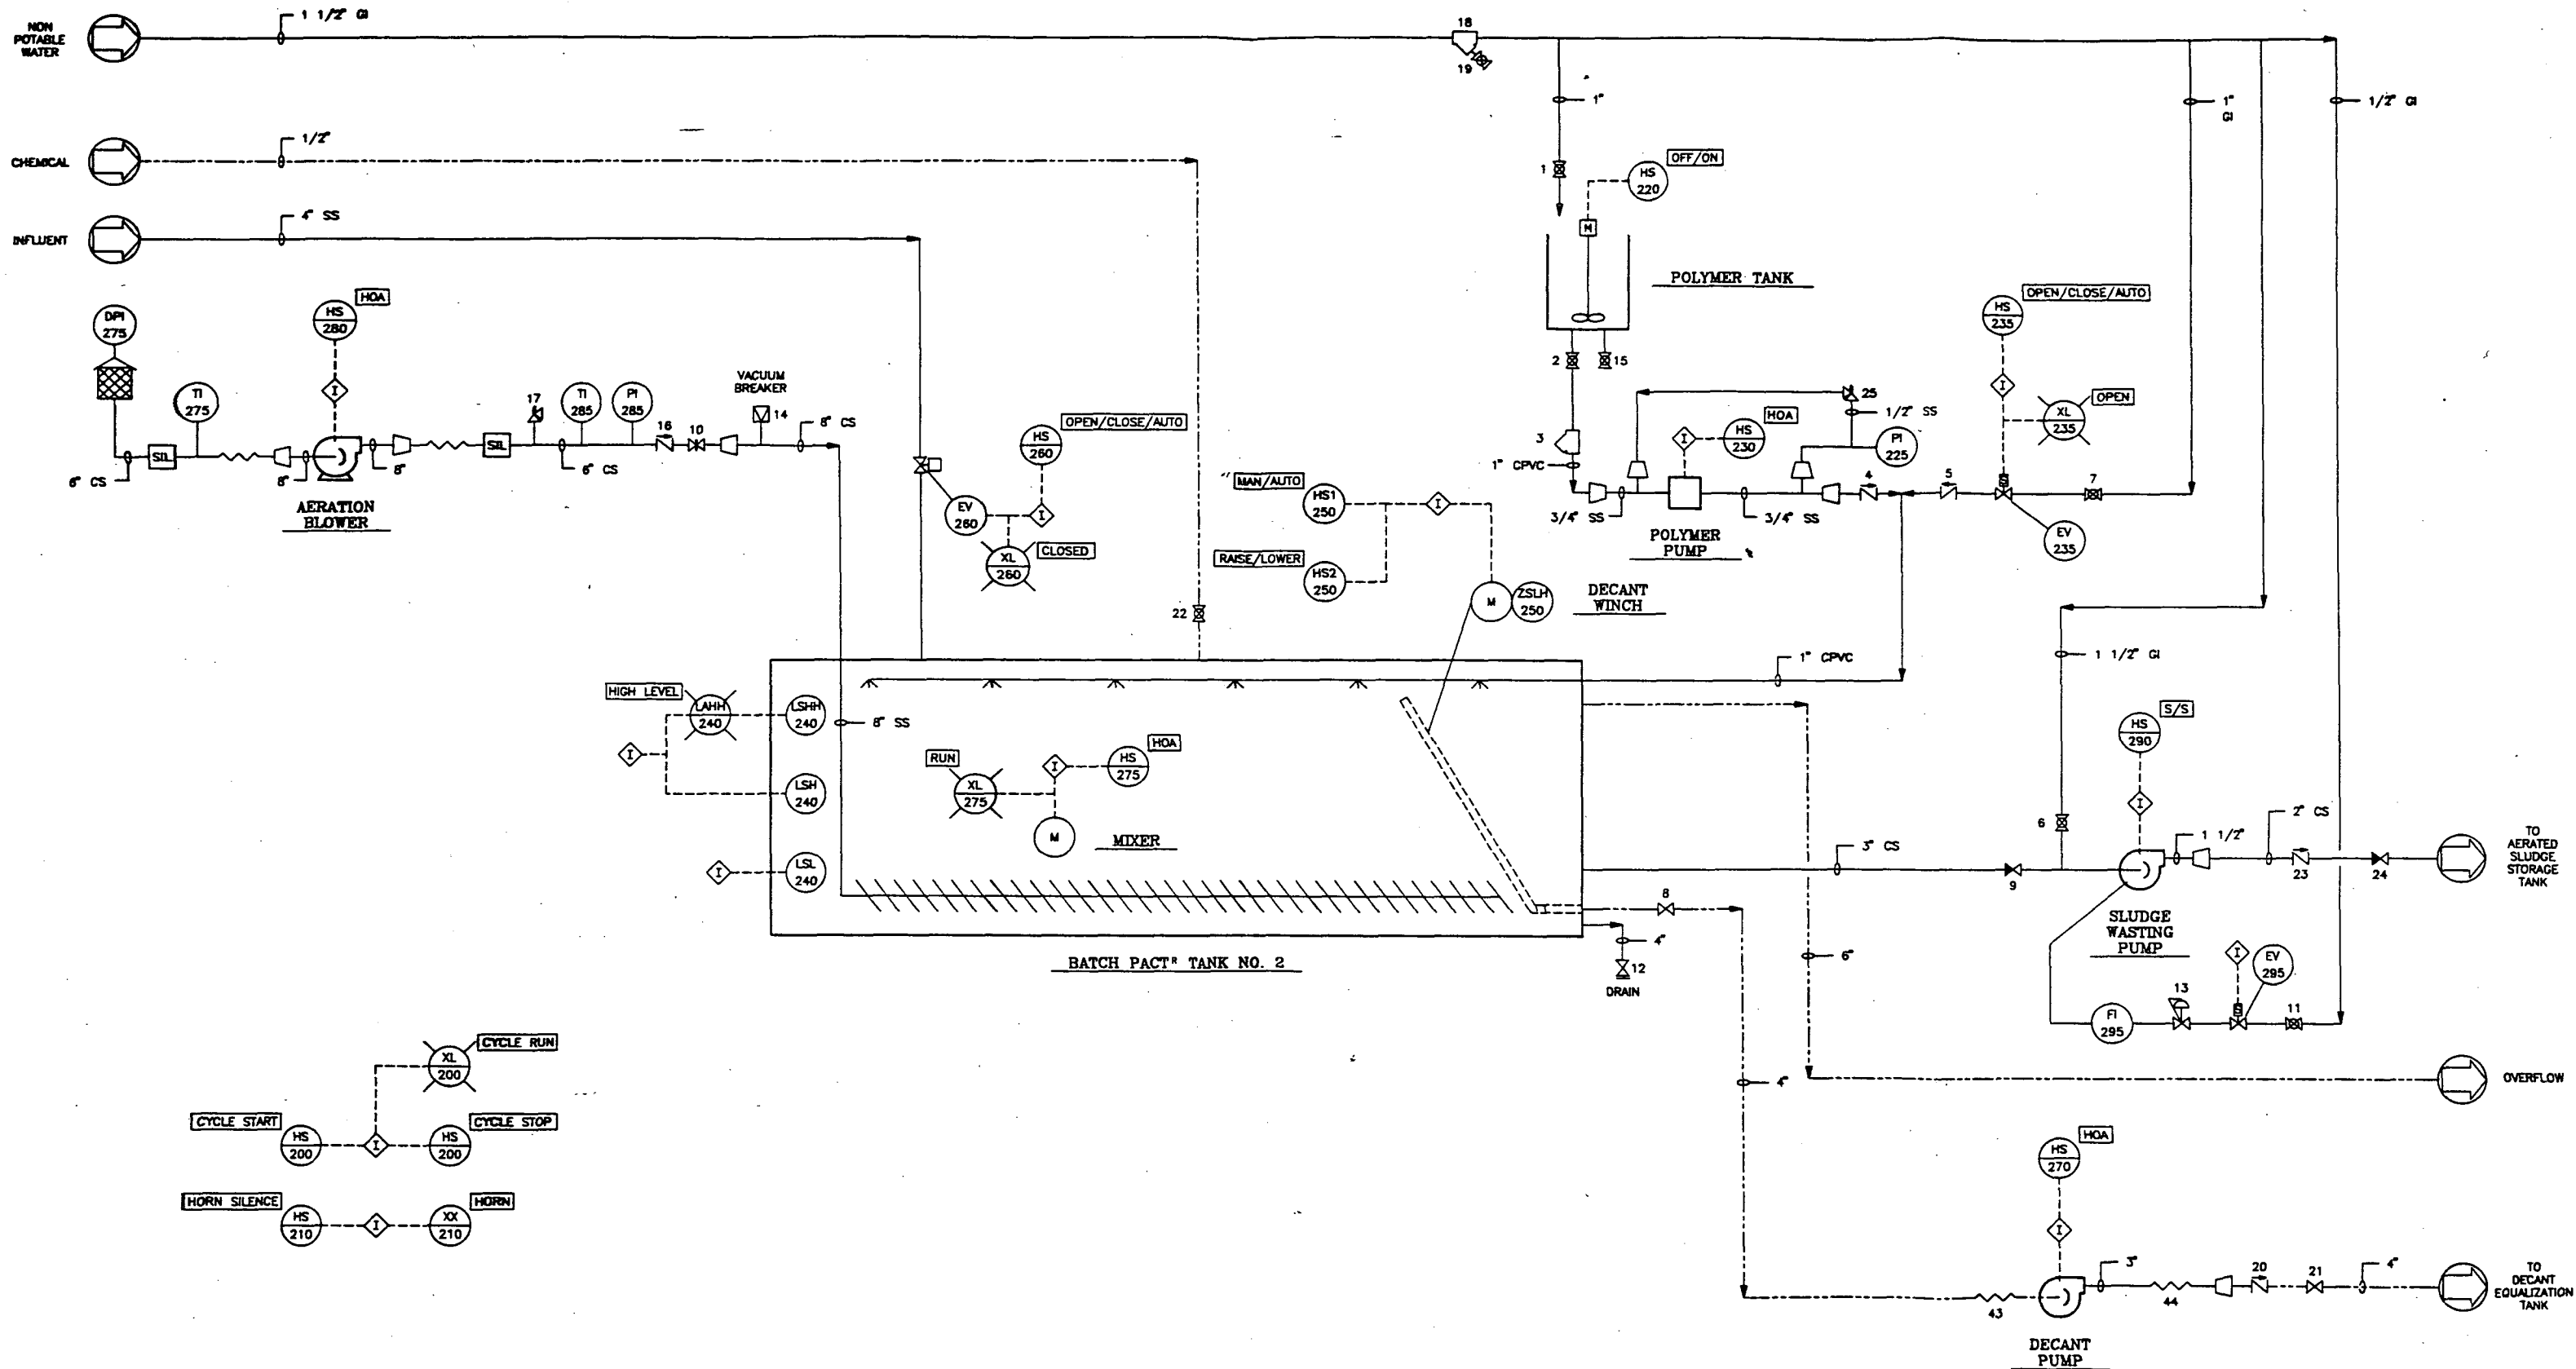 NON
POTABLE
WATER
1 1/2" GI
18
19
1"
1"
GI
1/2" GI
CHEMICAL
1/2"
INFLUENT
4" SS
1
HS
220
OFF/ON
M
POLYMER TANK
2
15
DPI
275
HS
280
HOA
TI
275
SIL
6" CS
8"
8"
AERATION
BLOWER
SIL
17
6" CS
TI
285
PI
285
16
10
VACUUM
BREAKER
14
8" CS
HS
260
OPEN/CLOSE/AUTO
EV
260
I
XL
260
CLOSED
I
22
3
1" CPVC
3/4" SS
HS
230
HOA
I
POLYMER
PUMP
3/4" SS
25
1/2" SS
PI
225
4
5
HS
235
OPEN/CLOSE/AUTO
I
XL
235
OPEN
S
7
EV
235
MAN/AUTO
HS1
250
I
RAISE/LOWER
HS2
250
M
ZSLH
250
DECANT
WINCH
1" CPVC
1 1/2" GI
HIGH LEVEL
LAHH
240
LSHH
240
I
LSH
240
I
LSL
240
8" SS
RUN
XL
275
I
HS
275
HOA
M
MIXER
BATCH PACTR TANK NO. 2
3" CS
8
4"
12
DRAIN
6"
4"
9
6
HS
290
S/S
I
1 1/2"
2" CS
23
24
SLUDGE
WASTING
PUMP
TO
AERATED
SLUDGE
STORAGE
TANK
FI
295
13
I
S
EV
295
11
OVERFLOW
XL
200
CYCLE RUN
CYCLE START
HS
200
I
HS
200
CYCLE STOP
HORN SILENCE
HS
210
I
XX
210
HORN
HS
270
HOA
I
43
DECANT
PUMP
3"
44
20
21
4"
TO
DECANT
EQUALIZATION
TANK